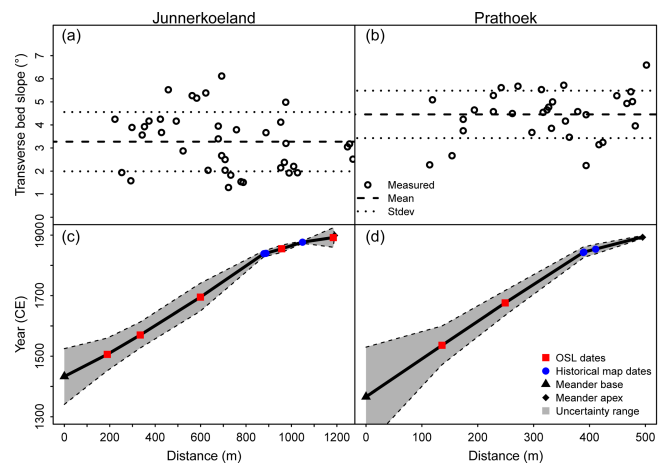 Junnerkoeland
Prathoek
(a)
(b)
Transverse bed slope (°)
7
6
5
4
3
2
1
0
Measured
Mean
Stdev
(c)
(d)
Year (CE)
1900
1700
1500
1300
OSL dates
Historical map dates
Meander base
Meander apex
Uncertainty range
0 200 400 600 800 1000 1200
0 100 200 300 400 500
Distance (m)
Distance (m)